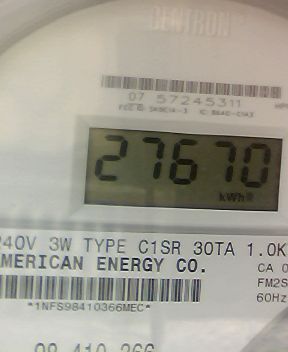 CENTRON
07 57245311
27670
kWh
240V 3W TYPE C1SR 30TA 1.0K
AMERICAN ENERGY CO.
CA 0
FM2S
60Hz
*1NFS98410366MEC*